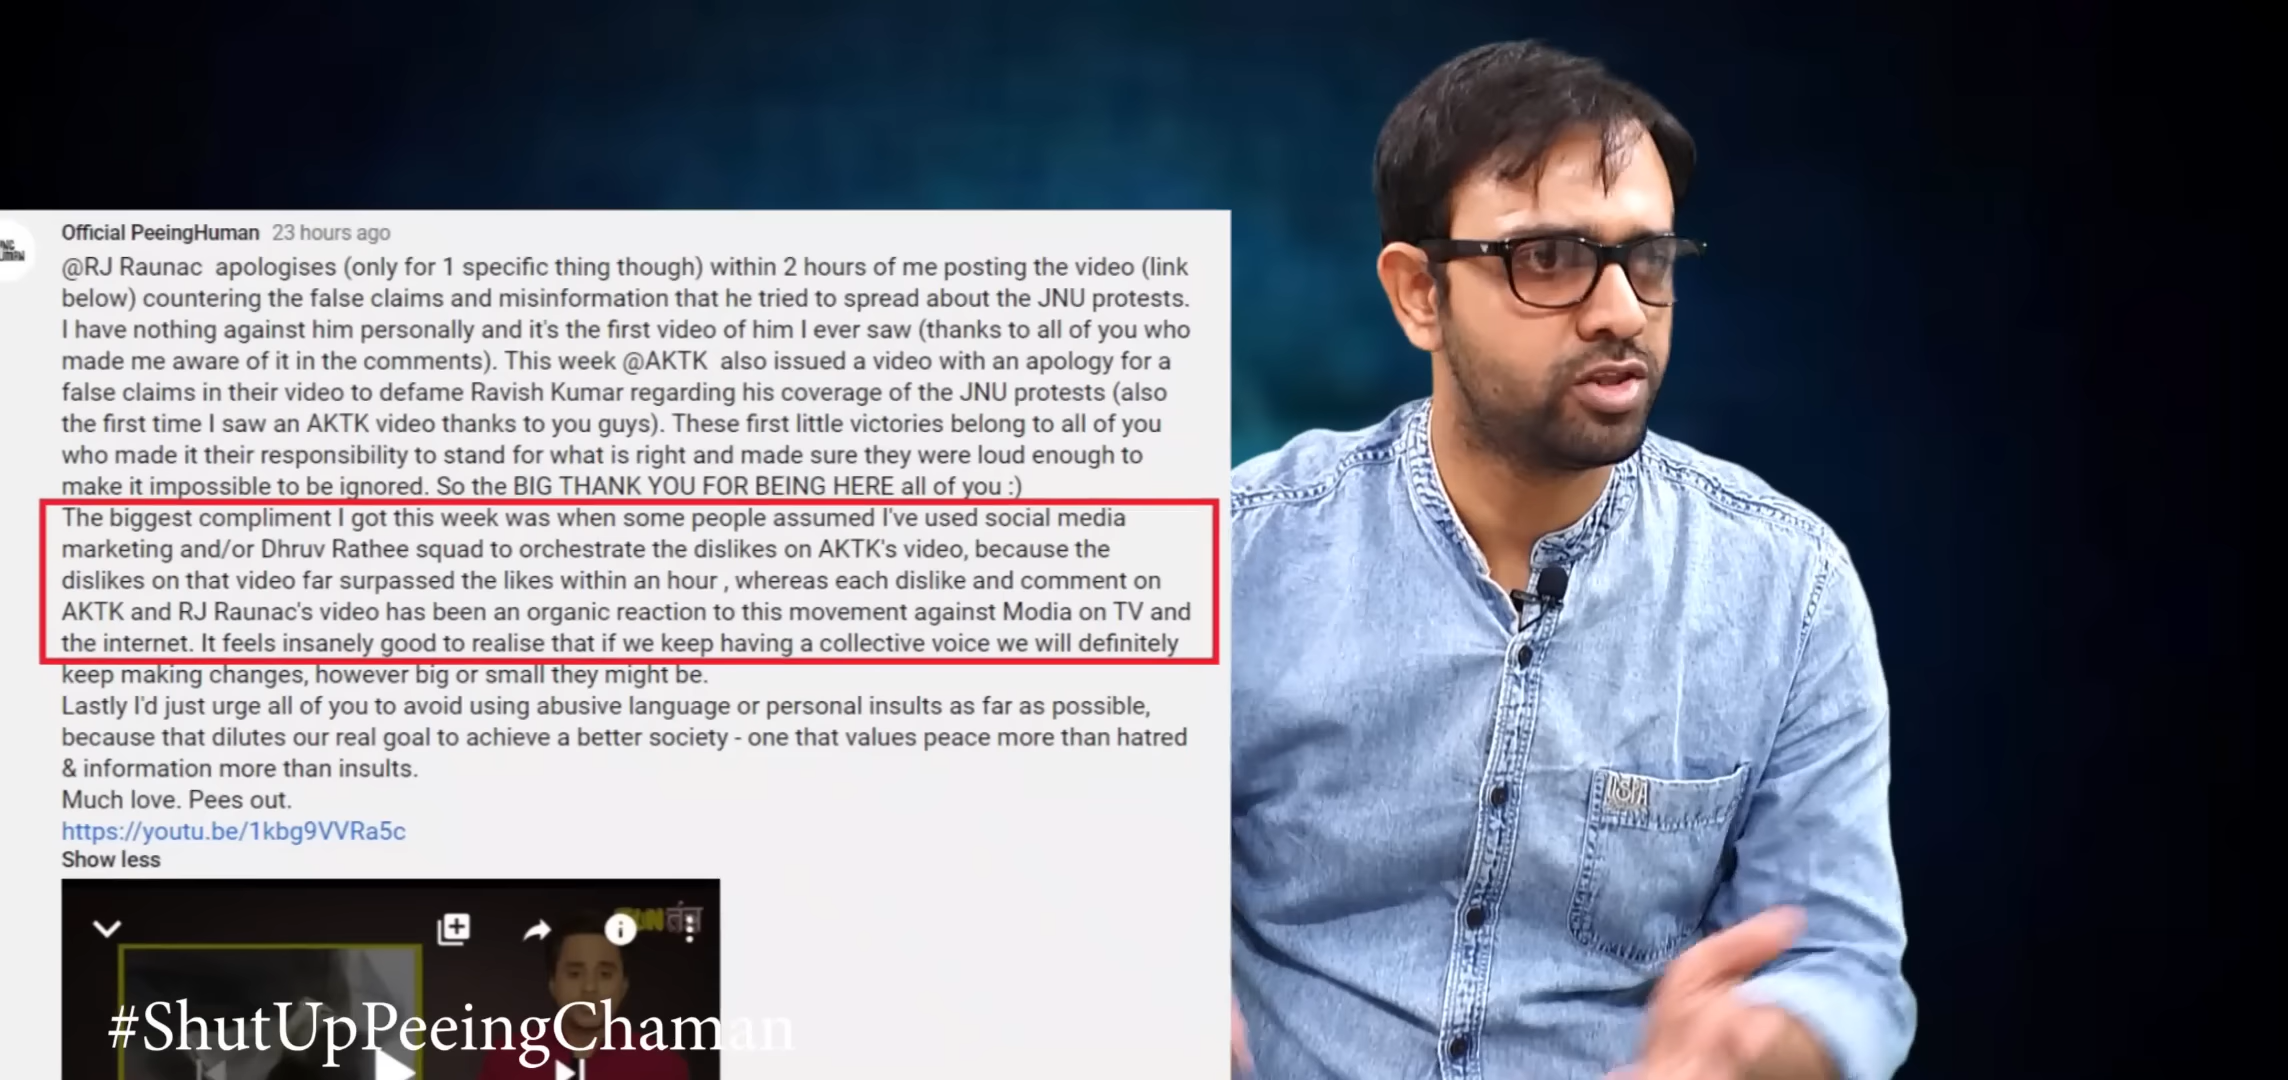 Official PeeingHuman 23 hours ago
@RJ Raunac apologises (only for 1 specific thing though) within 2 hours of me posting the video (link
below) countering the false claims and misinformation that he tried to spread about the JNU protests.
I have nothing against him personally and it's the first video of him I ever saw (thanks to all of you who
made me aware of it in the comments). This week @AKTK also issued a video with an apology for a
false claims in their video to defame Ravish Kumar regarding his coverage of the JNU protests (also
the first time I saw an AKTK video thanks to you guys). These first little victories belong to all of you
who made it their responsibility to stand for what is right and made sure they were loud enough to
make it impossible to be ignored. So the BIG THANK YOU FOR BEING HERE all of you :)
The biggest compliment I got this week was when some people assumed I've used social media
marketing and/or Dhruv Rathee squad to orchestrate the dislikes on AKTK's video, because the
dislikes on that video far surpassed the likes within an hour , whereas each dislike and comment on
AKTK and RJ Raunac's video has been an organic reaction to this movement against Modia on TV and
the internet. It feels insanely good to realise that if we keep having a collective voice we will definitely
keep making changes, however big or small they might be.
Lastly I'd just urge all of you to avoid using abusive language or personal insults as far as possible,
because that dilutes our real goal to achieve a better society - one that values peace more than hatred
& information more than insults.
Much love. Pees out.
https://youtu.be/1kbg9VVRa5c
Show less
#ShutUpPeeingChaman